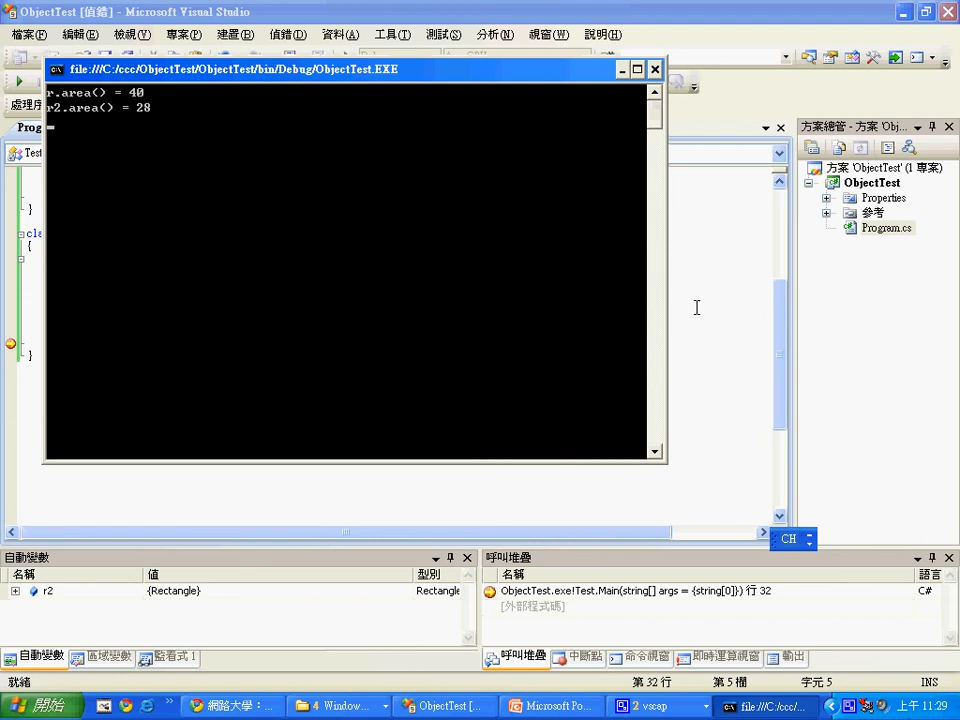 ObjectTest [偵錯] - Microsoft Visual Studio
檔案(F) 編輯(E) 檢視(V) 專案(P) 建置(B) 偵錯(D) 資料(A) 工具(T) 測試(S) 分析(N) 視窗(W) 說明(H)
file:///C:/ccc/ObjectTest/ObjectTest/bin/Debug/ObjectTest.EXE
r.area() = 40
r2.area() = 28
處理序
Prog
方案總管 - 方案 'Obj...
Test
}
cla
{
}
方案 'ObjectTest' (1 專案)
ObjectTest
Properties
參考
Program.cs
CH
自動變數
名稱 值 型別
r2 {Rectangle} Rectangle
自動變數 區域變數 監看式 1
呼叫堆疊
名稱 語言
ObjectTest.exe!Test.Main(string[] args = {string[0]}) 行 32 C#
[外部程式碼]
呼叫堆疊 中斷點 命令視窗 即時運算視窗 輸出
就緒 第 32 行 第 5 欄 字元 5 INS
開始 網路大學：... 4 Window... ObjectTest [... Microsoft Po... 2 vscap file:///C:/ccc/... 上午 11:29